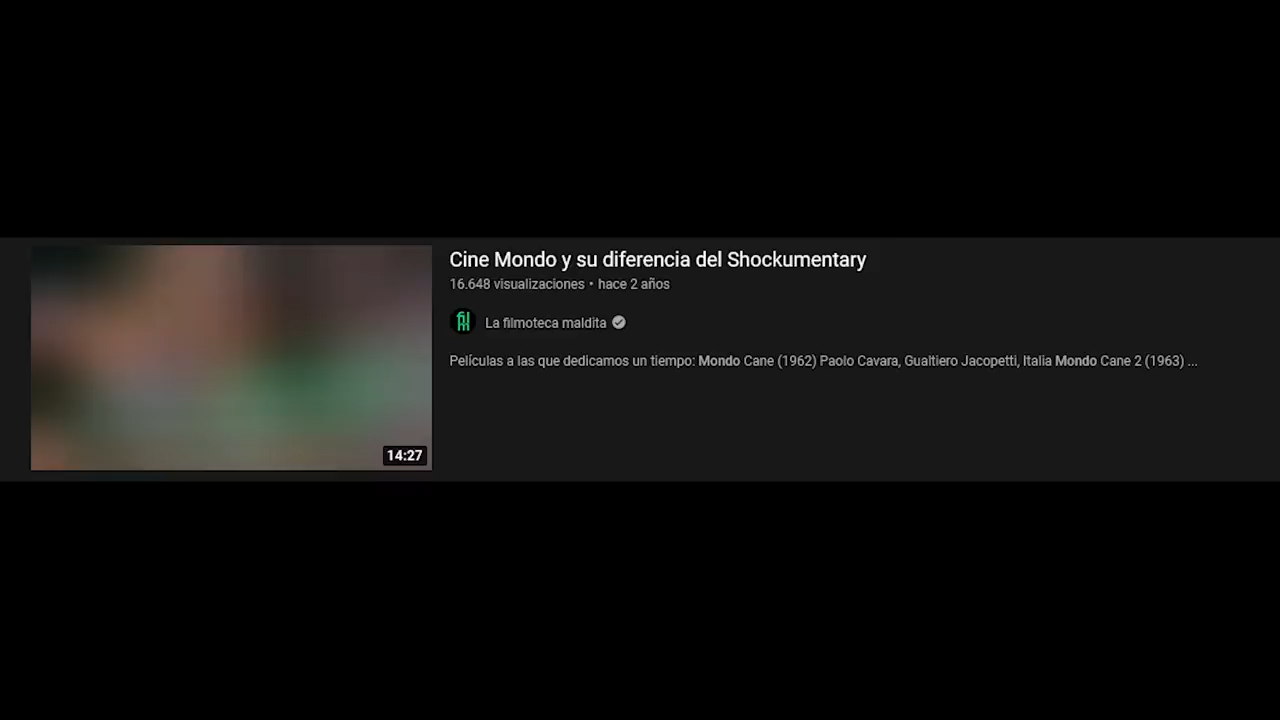 Cine Mondo y su diferencia del Shockumentary
16.648 visualizaciones • hace 2 años
film
La filmoteca maldita
Películas a las que dedicamos un tiempo: Mondo Cane (1962) Paolo Cavara, Gualtiero Jacopetti, Italia Mondo Cane 2 (1963) ...
14:27